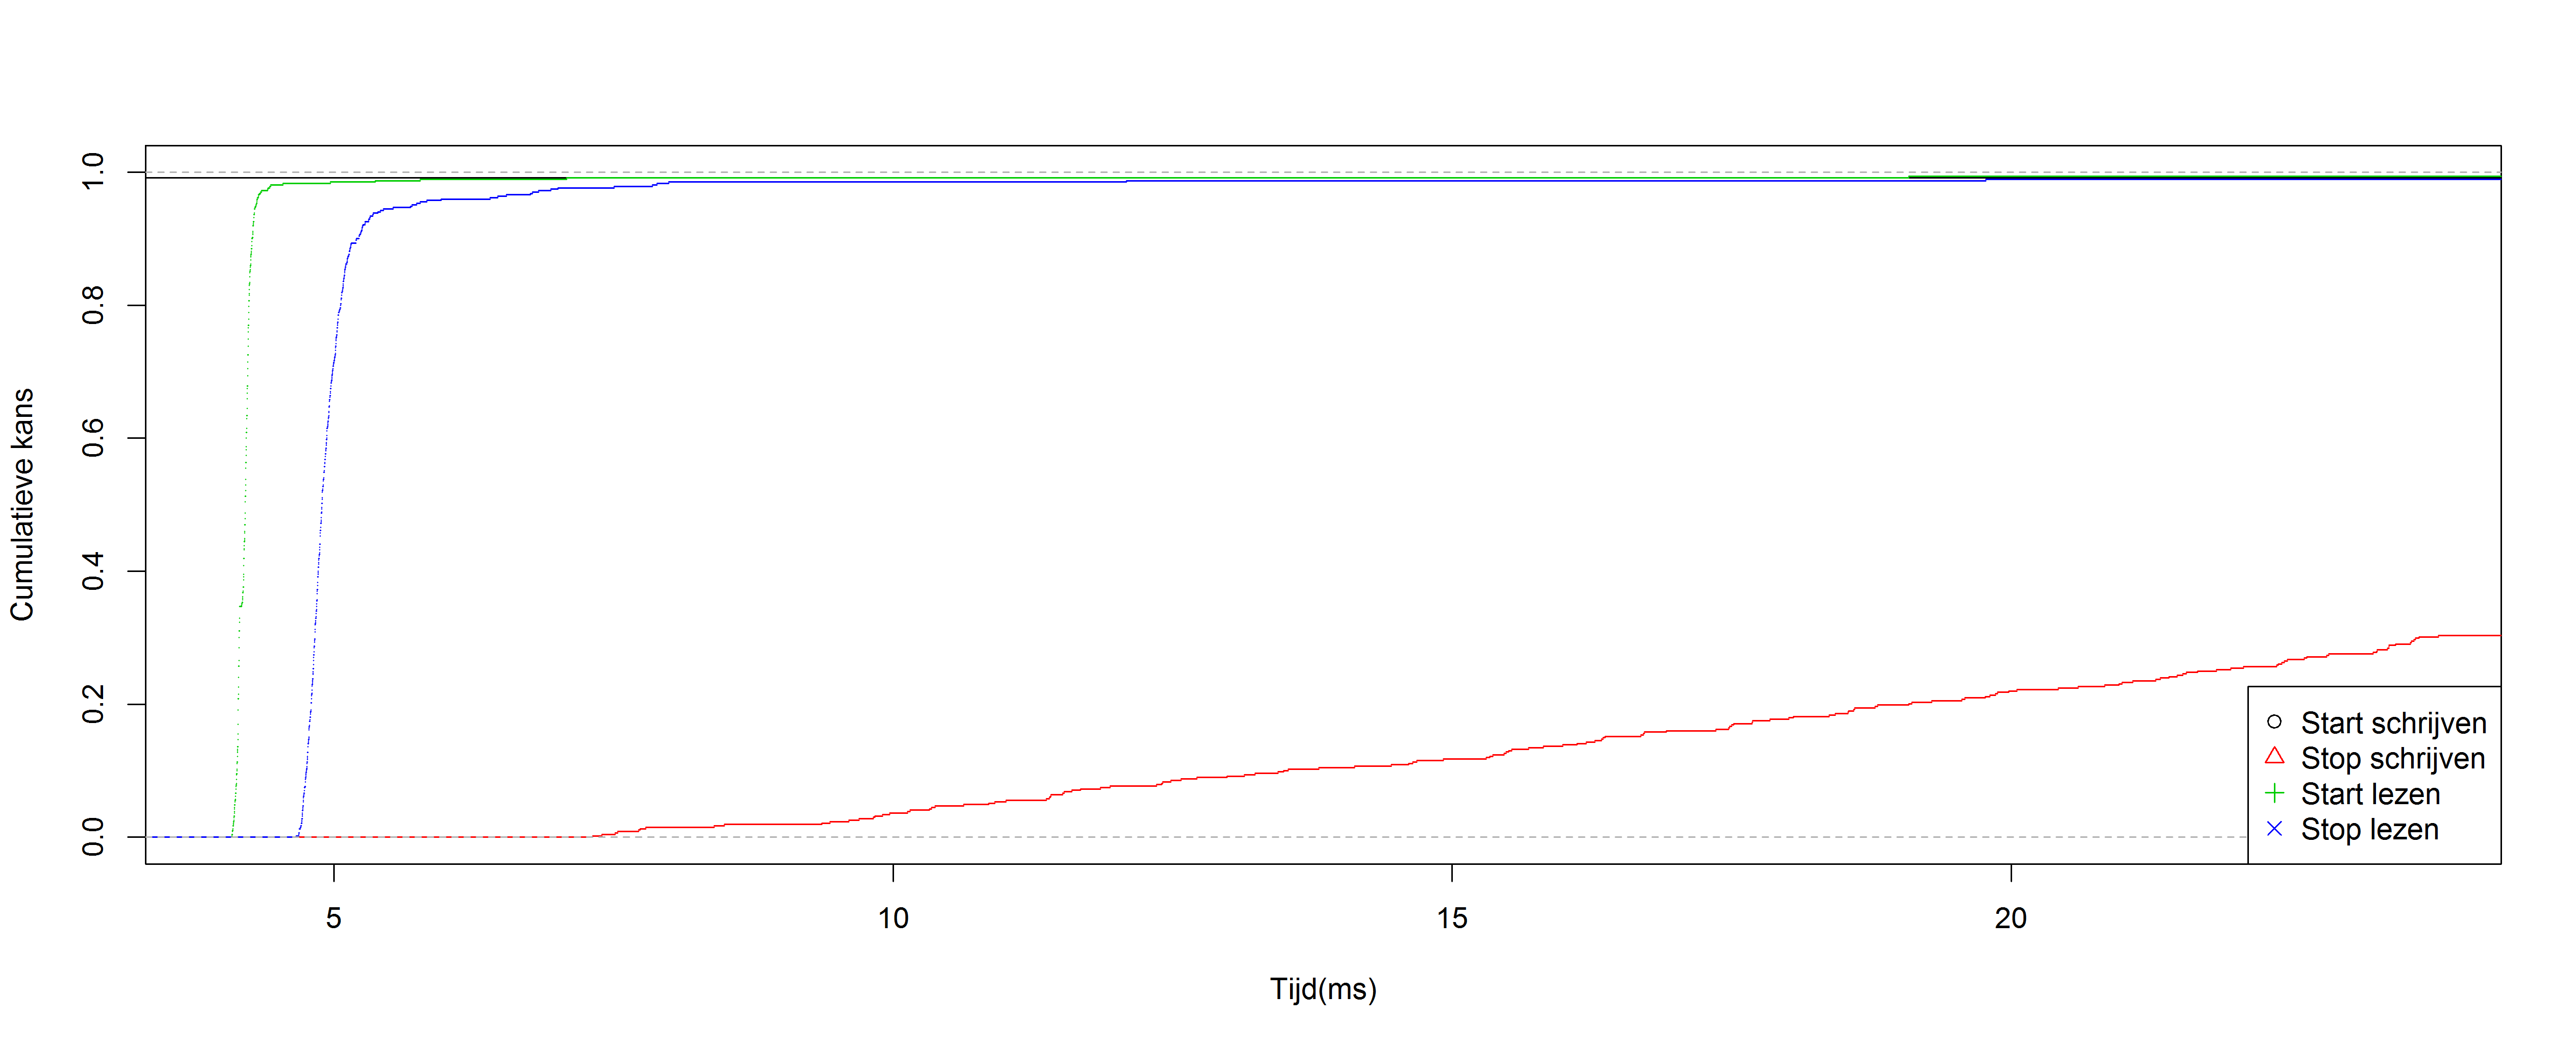 Cumulatieve kans
1.0
0.8
0.6
0.4
0.2
0.0
5 10 15 20
Tijd(ms)
Start schrijven
Stop schrijven
Start lezen
Stop lezen